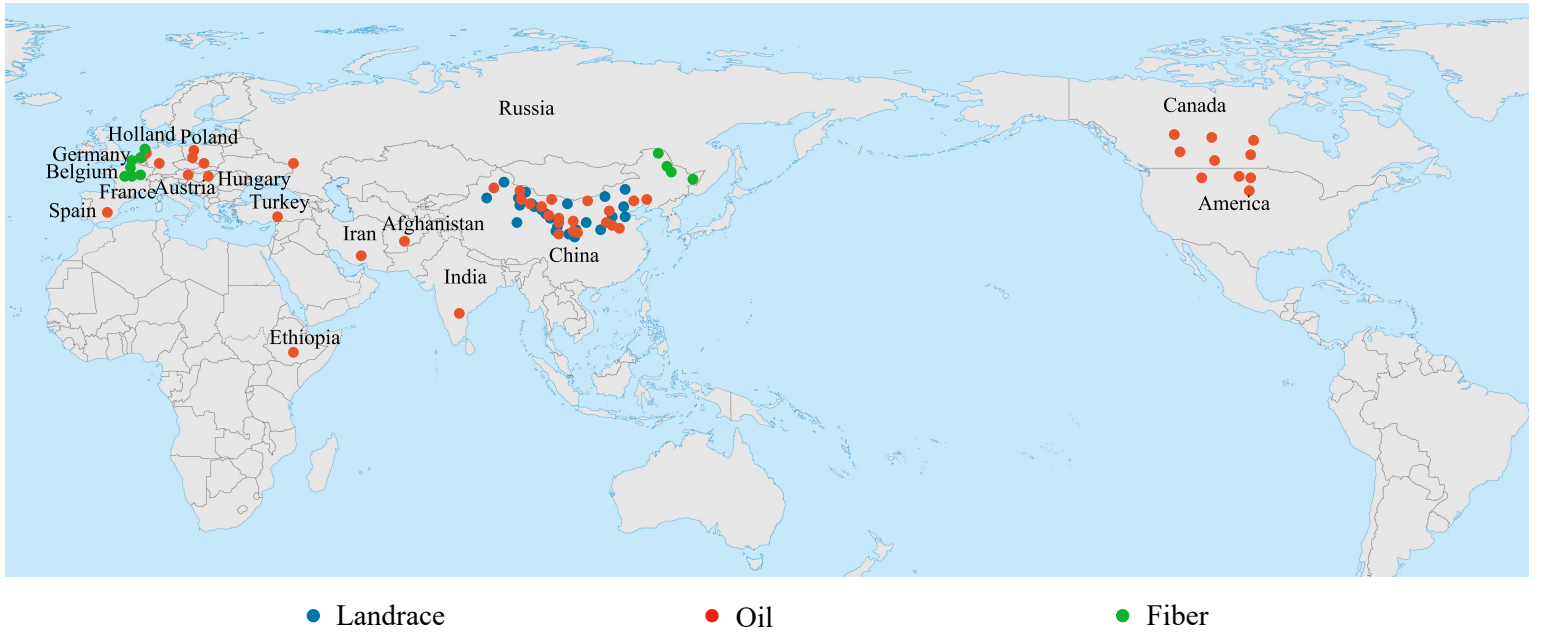 Russia
Canada
Holland
Poland
Germany
Belgium
France
Austria
Hungary
Spain
Turkey
America
Iran
Afghanistan
China
India
Ethiopia
Landrace
Oil
Fiber